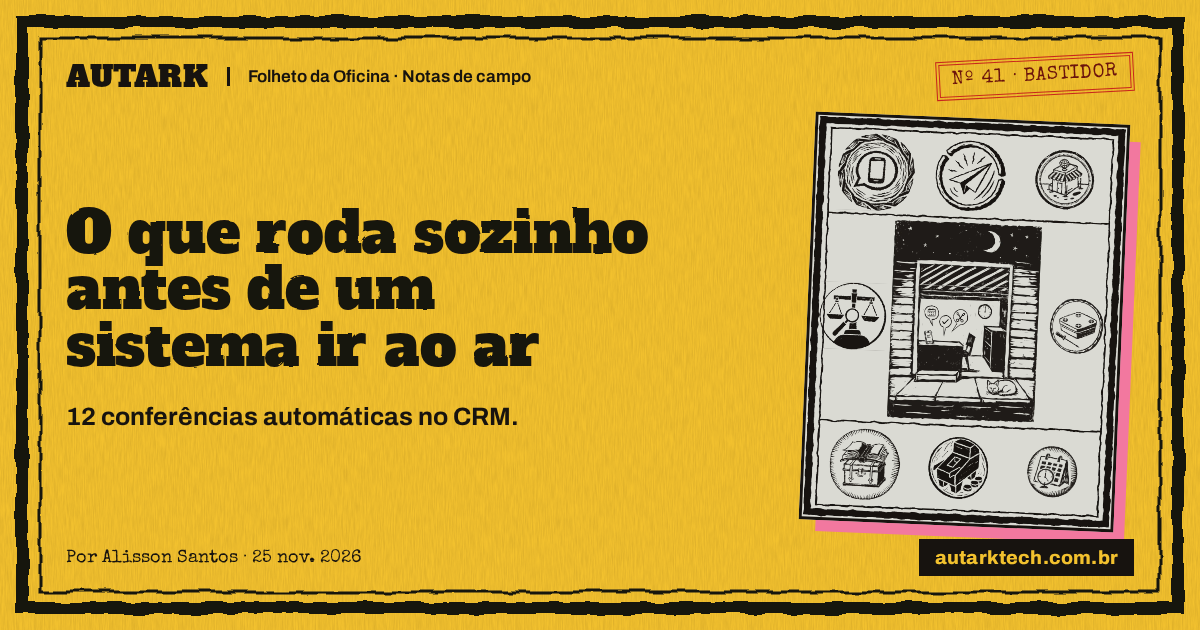 AUTARK
Folheto da Oficina · Notas de campo
Nº 41 · BASTIDOR
O que roda sozinho
antes de um
sistema ir ao ar
12 conferências automáticas no CRM.
Por Alisson Santos · 25 nov. 2026
autarktech.com.br